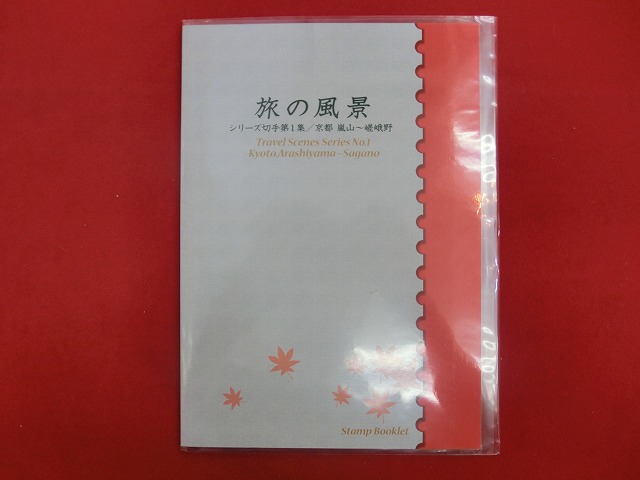 旅の風景
シリーズ切手第1集／京都 嵐山～嵯峨野
Travel Scenes Series No.1
Kyoto Arashiyama–Sagano
Stamp Booklet